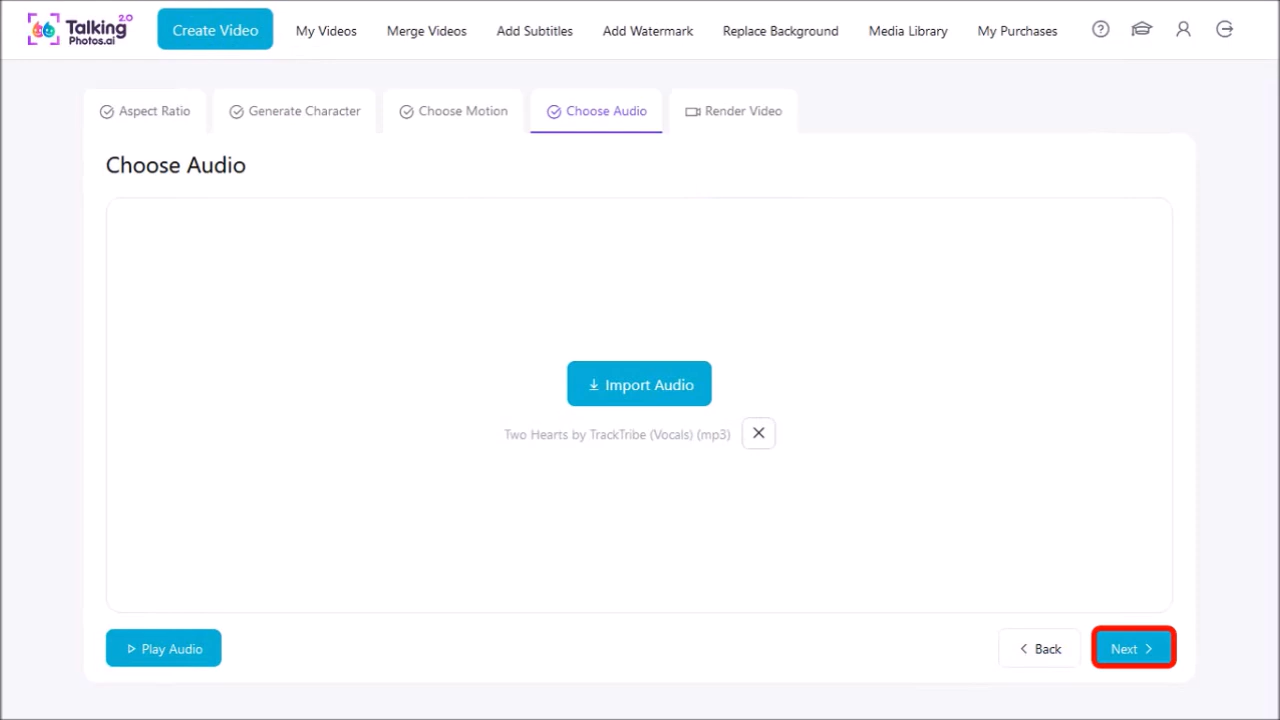 Talking 2.0
Photos.ai
Create Video
My Videos
Merge Videos
Add Subtitles
Add Watermark
Replace Background
Media Library
My Purchases
Aspect Ratio
Generate Character
Choose Motion
Choose Audio
Render Video
Choose Audio
Import Audio
Two Hearts by TrackTribe (Vocals) (mp3)
Play Audio
Back
Next